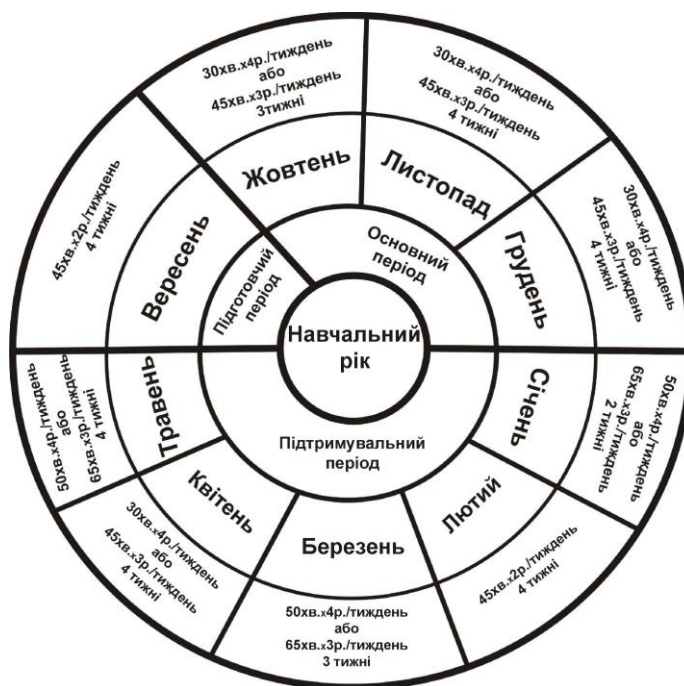 Навчальний
рік
Підготовчий
період
Основний
період
Підтримувальний
період
Вересень
45хв.х2р./тиждень
4 тижні
Жовтень
30хв.х4р./тиждень
або
45хв.х3р./тиждень
3тижні
Листопад
30хв.х4р./тиждень
або
45хв.х3р./тиждень
4 тижні
Грудень
30хв.х4р./тиждень
або
45хв.х3р./тиждень
4 тижні
Січень
50хв.х4р./тиждень
або
65хв.х3р./тиждень
2 тижні
Лютий
45хв.х2р./тиждень
4 тижні
Березень
50хв.х4р./тиждень
або
65хв.х3р./тиждень
3 тижні
Квітень
30хв.х4р./тиждень
або
45хв.х3р./тиждень
4 тижні
Травень
50хв.х4р./тиждень
або
65хв.х3р./тиждень
4 тижні